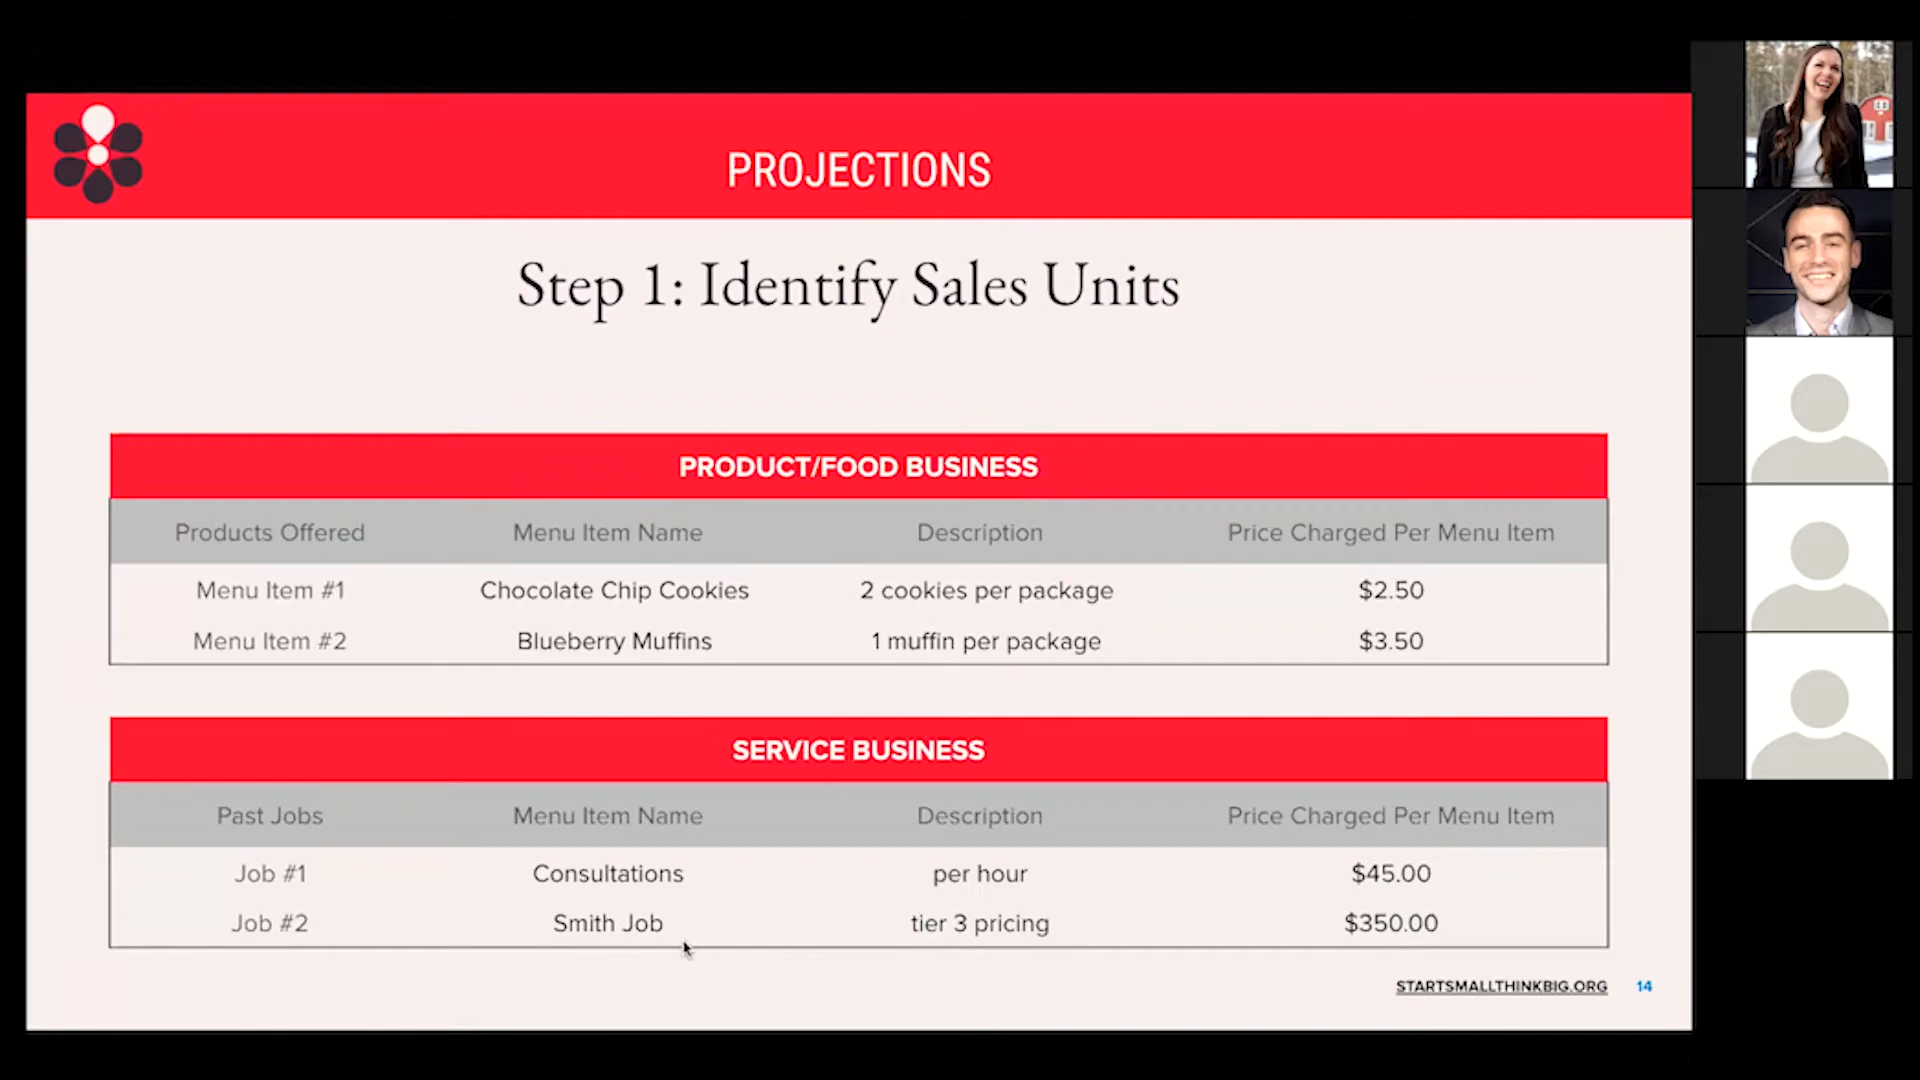 PROJECTIONS
Step 1: Identify Sales Units
PRODUCT/FOOD BUSINESS
Products Offered Menu Item Name Description Price Charged Per Menu Item
Menu Item #1 Chocolate Chip Cookies 2 cookies per package $2.50
Menu Item #2 Blueberry Muffins 1 muffin per package $3.50
SERVICE BUSINESS
Past Jobs Menu Item Name Description Price Charged Per Menu Item
Job #1 Consultations per hour $45.00
Job #2 Smith Job tier 3 pricing $350.00
STARTSMALLTHINKBIG.ORG 14